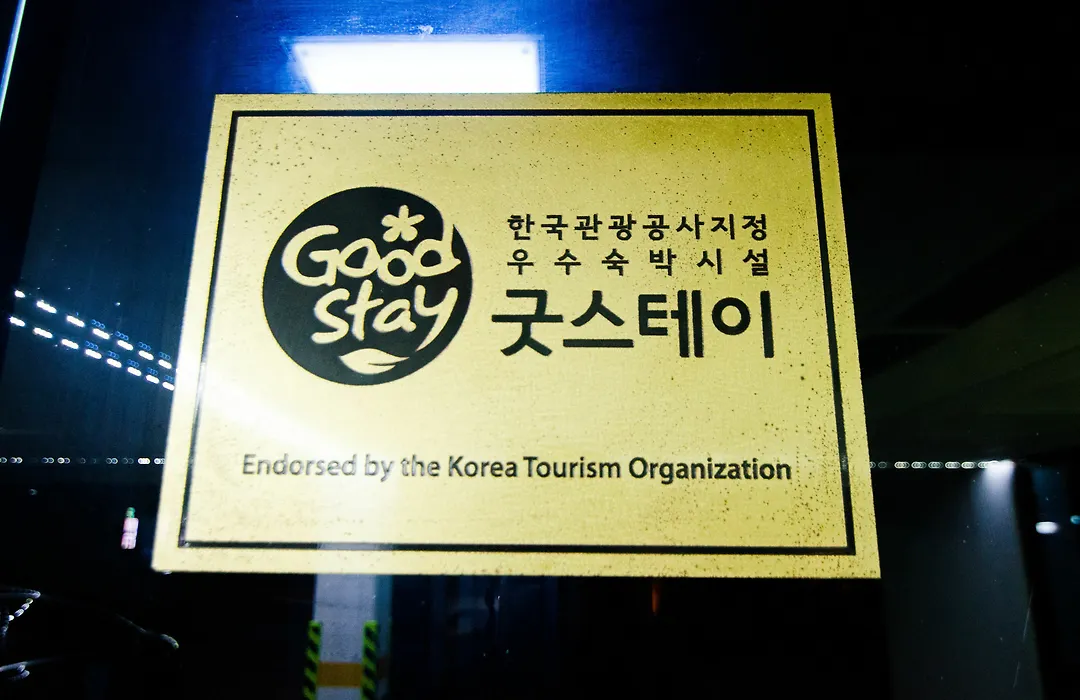 Good
stay
한국관광공사지정
우수숙박시설
굿스테이
Endorsed by the Korea Tourism Organization